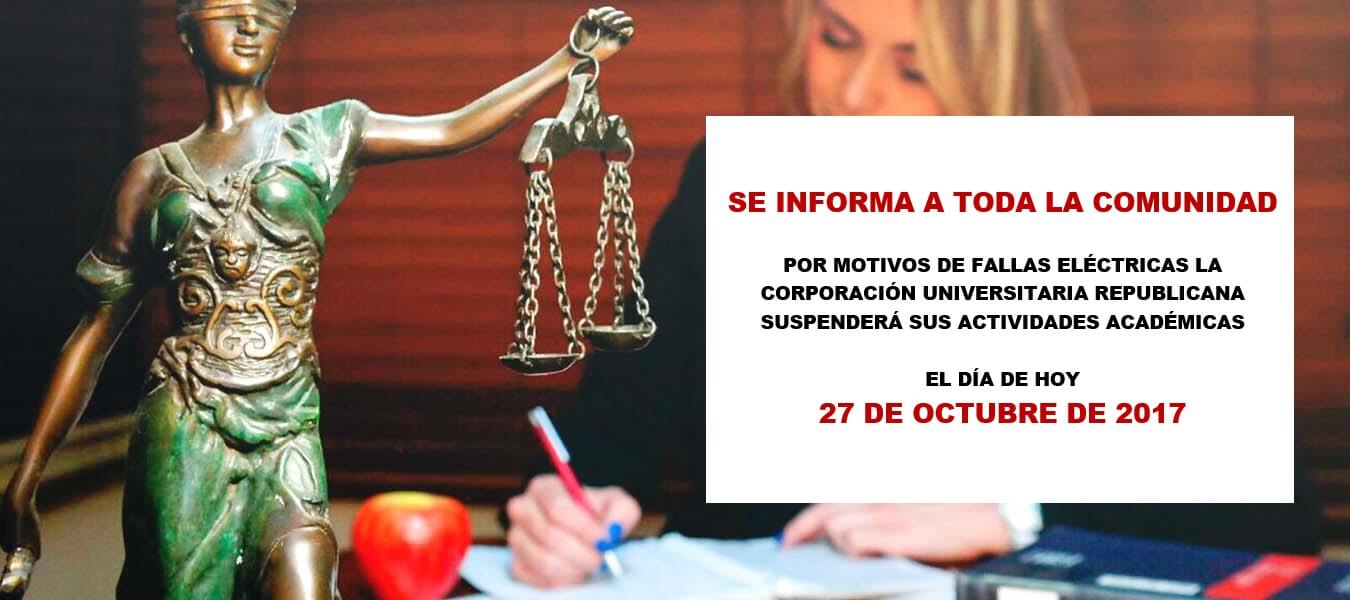 SE INFORMA A TODA LA COMUNIDAD
POR MOTIVOS DE FALLAS ELÉCTRICAS LA
CORPORACIÓN UNIVERSITARIA REPUBLICANA
SUSPENDERÁ SUS ACTIVIDADES ACADÉMICAS
EL DÍA DE HOY
27 DE OCTUBRE DE 2017